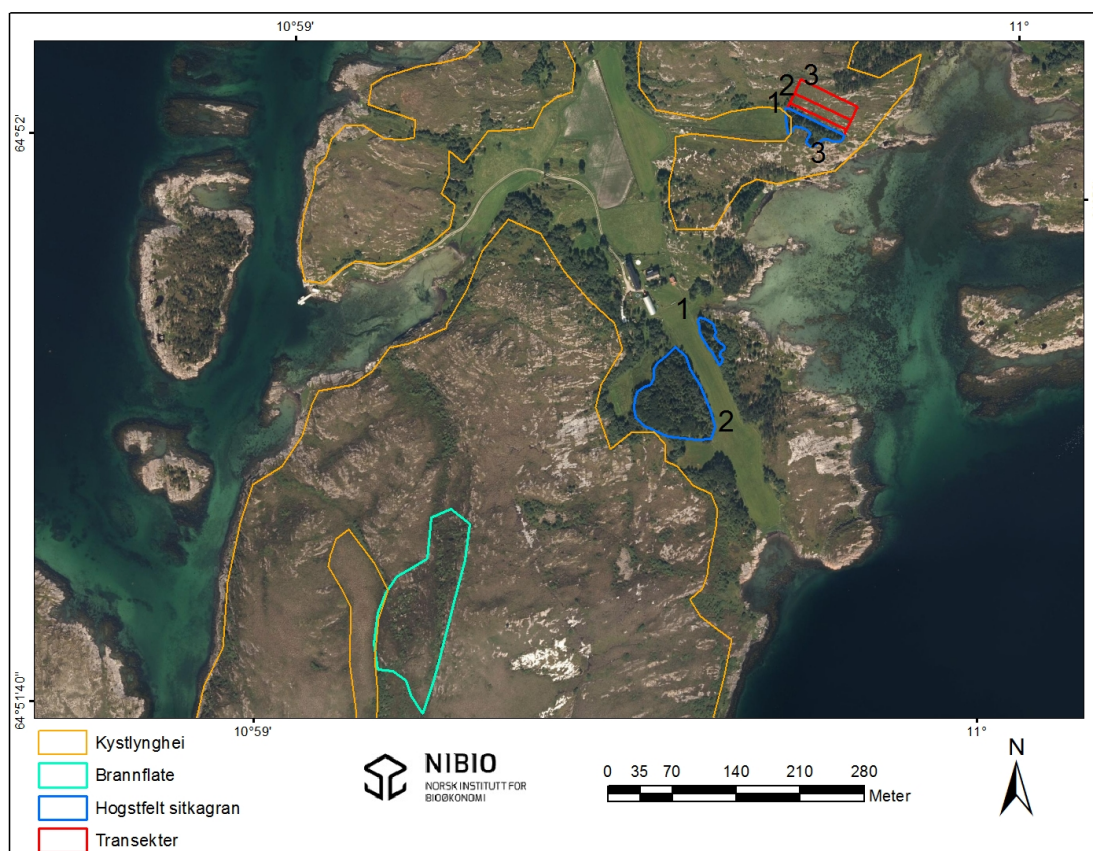 10°59'
11°
64°52'
3
2
1
3
1
2
64°51'40"
10°59'
11°
Kystlynghei
Brannflate
Hogstfelt sitkagran
Transekter
NIBIO
NORSK INSTITUTT FOR
BIOØKONOMI
0 35 70 140 210 280
Meter
N